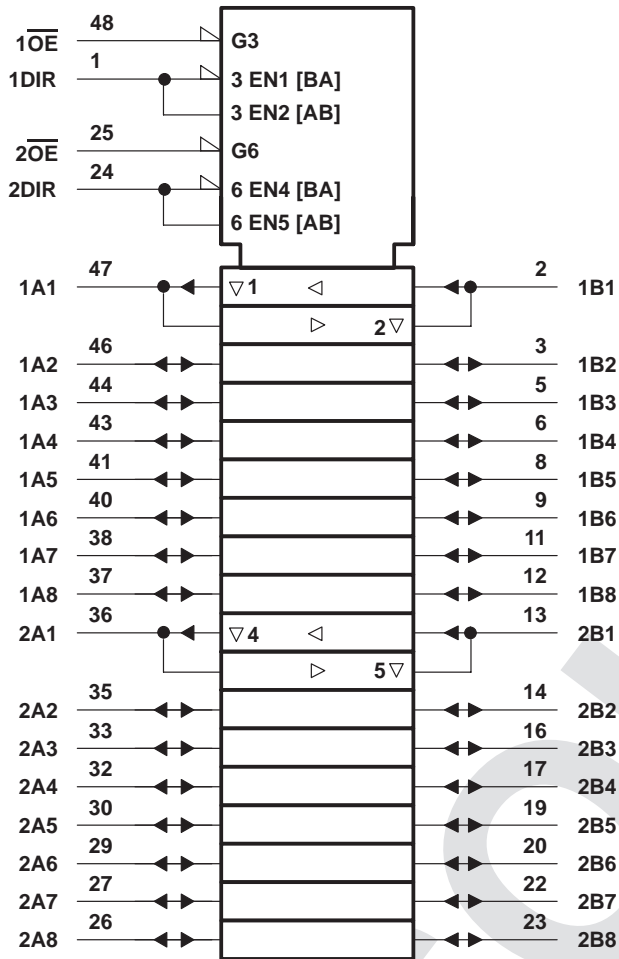 48
1OE G3
1
1DIR 3 EN1 [BA]
3 EN2 [AB]
25
2OE G6
24
2DIR 6 EN4 [BA]
6 EN5 [AB]
47 2
1A1 1 1B1
2
46 3
1A2 1B2
44 5
1A3 1B3
43 6
1A4 1B4
41 8
1A5 1B5
40 9
1A6 1B6
38 11
1A7 1B7
37 12
1A8 1B8
36 13
2A1 4 2B1
5
35 14
2A2 2B2
33 16
2A3 2B3
32 17
2A4 2B4
30 19
2A5 2B5
29 20
2A6 2B6
27 22
2A7 2B7
26 23
2A8 2B8